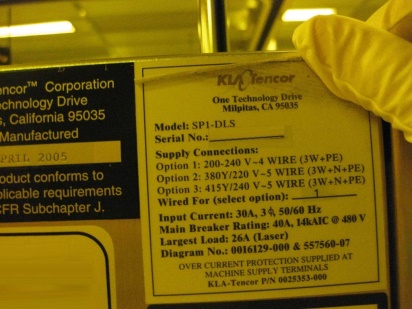 encor™ Corporation
echnology Drive
s, California 95035
Manufactured
APRIL 2005
oduct conforms to
plicable requirements
CFR Subchapter J.
KLA-Tencor
One Technology Drive
Milpitas, CA 95035
Model: SP1-DLS
Serial No.:
Supply Connections:
Option 1: 200-240 V~4 WIRE (3W+PE)
Option 2: 380Y/220 V~5 WIRE (3W+N+PE)
Option 3: 415Y/240 V~5 WIRE (3W+N+PE)
Wired For (select option): 1
Input Current: 30A, 3ϕ, 50/60 Hz
Main Breaker Rating: 40A, 14kAIC @ 480 V
Largest Load: 26A (Laser)
Diagram No.: 0016129-000 & 557560-07
OVER CURRENT PROTECTION SUPPLIED AT
MACHINE SUPPLY TERMINALS
KLA-Tencor P/N 0025353-000